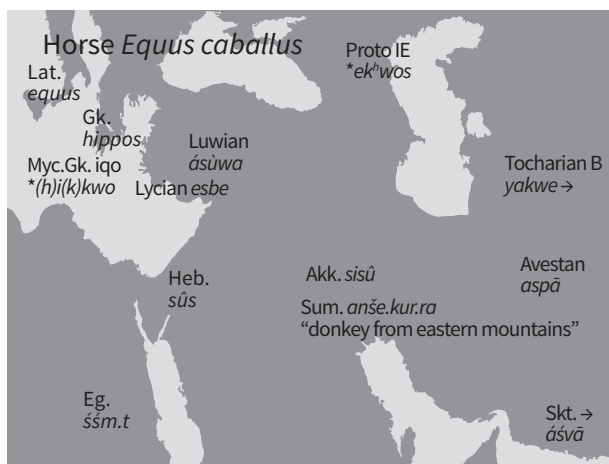 Horse Equus caballus
Lat.
equus
Gk.
hippos
Myc.Gk. iqo
*(h)i(k)kwo
Lycian esbe
Luwian
ásùwa
Proto IE
*ekʰwos
Tocharian B
yakwe →
Avestan
aspā
Heb.
sûs
Akk. sisû
Sum. anše.kur.ra
“donkey from eastern mountains”
Eg.
śśm.t
Skt. →
áśvā